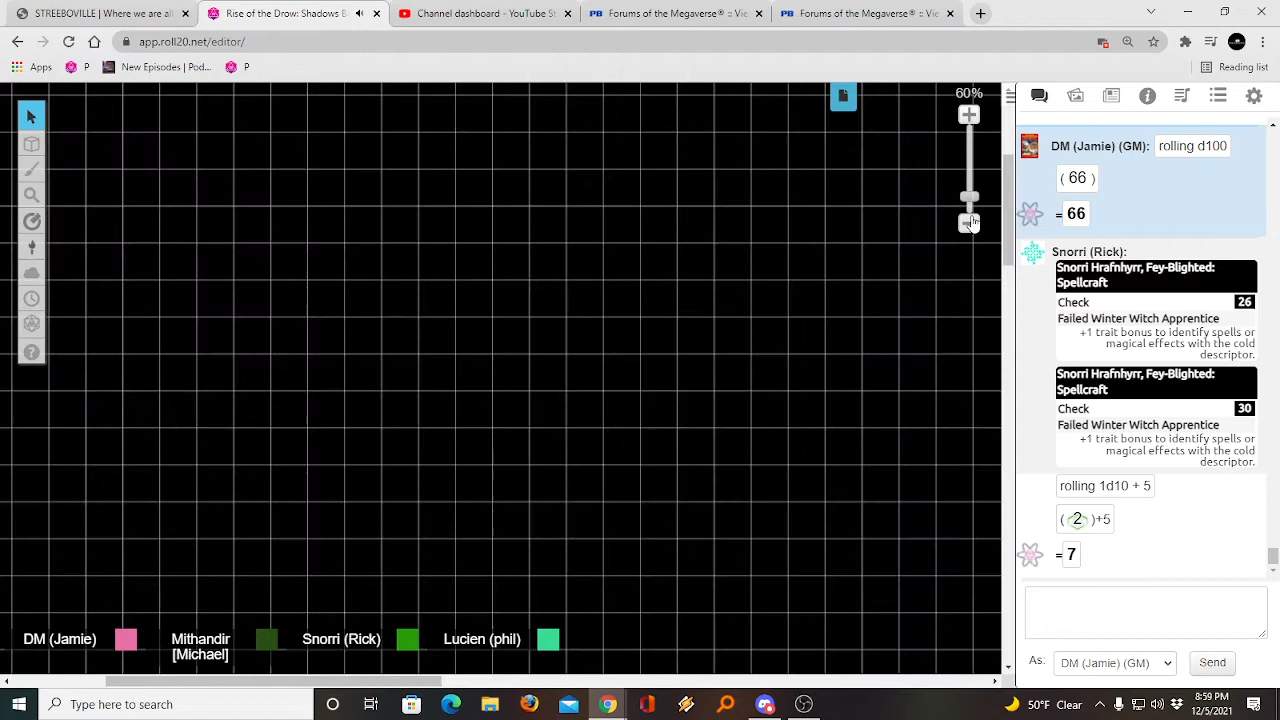 STREEBOVILLE: Where we are all
Rise of the Drow: Shadows B
Channel dashboard - YouTube St
Forums of the Megaverse® :: Vie
Forums of the Megaverse® :: Vie
app.roll20.net/editor/
Apps
P
New Episodes | Pod...
P
Reading list
60%
DM (Jamie) (GM): rolling d100
( 66 )
= 66
Snorri (Rick):
Snorri Hrafnhyrr, Fey-Blighted:
Spellcraft
Check 26
Failed Winter Witch Apprentice
+1 trait bonus to identify spells or
magical effects with the cold
descriptor.
Snorri Hrafnhyrr, Fey-Blighted:
Spellcraft
Check 30
Failed Winter Witch Apprentice
+1 trait bonus to identify spells or
magical effects with the cold
descriptor.
rolling 1d10 + 5
( 2 )+5
= 7
DM (Jamie)
Mithandir
[Michael]
Snorri (Rick)
Lucien (phil)
As: DM (Jamie) (GM) Send
Type here to search
50°F Clear
8:59 PM
12/5/2021